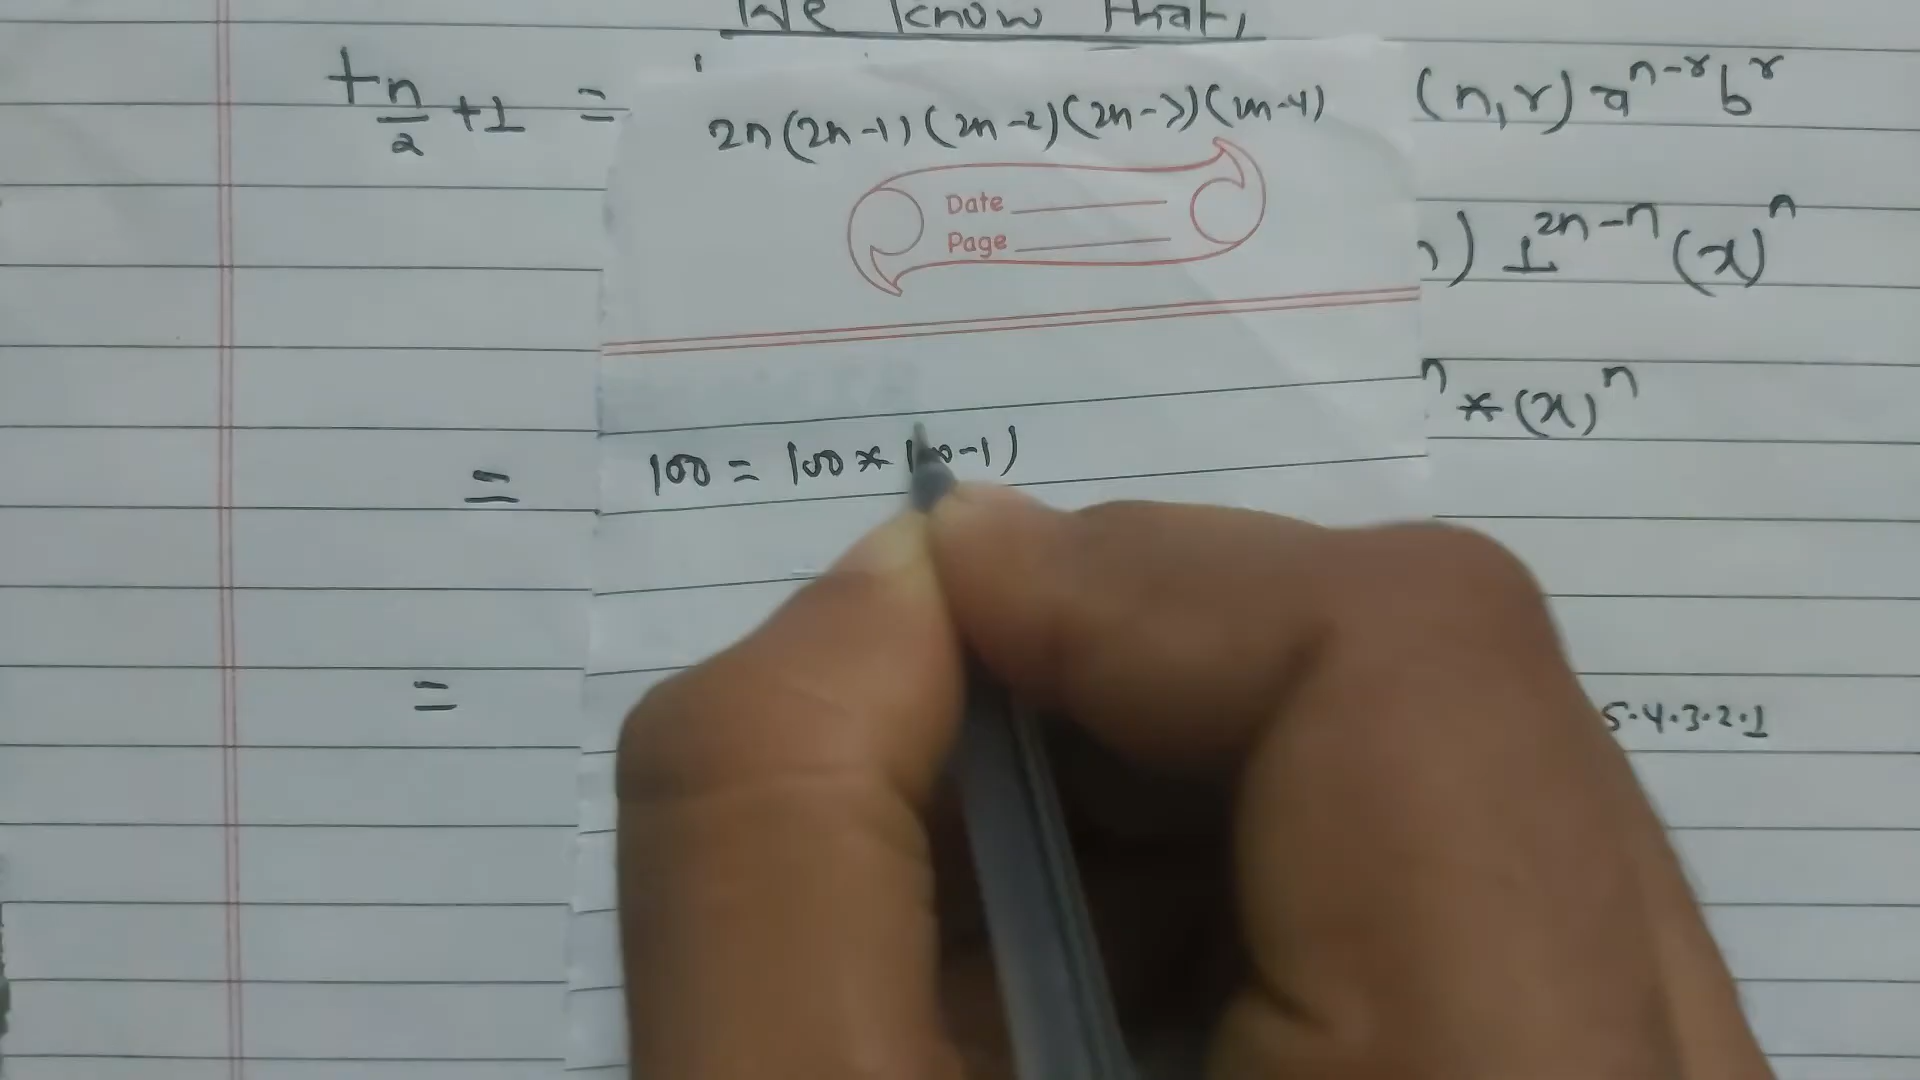 We know that,
t n/2 +1 =
2n(2n-1)(2n-2)(2n-3)(2n-4)
(n,r) a^n-r b^r
Date
Page
) 1^2n-n (x)^n
n * (x)^n
= 100 = 100 * 100-1)
=
5.4.3.2.1